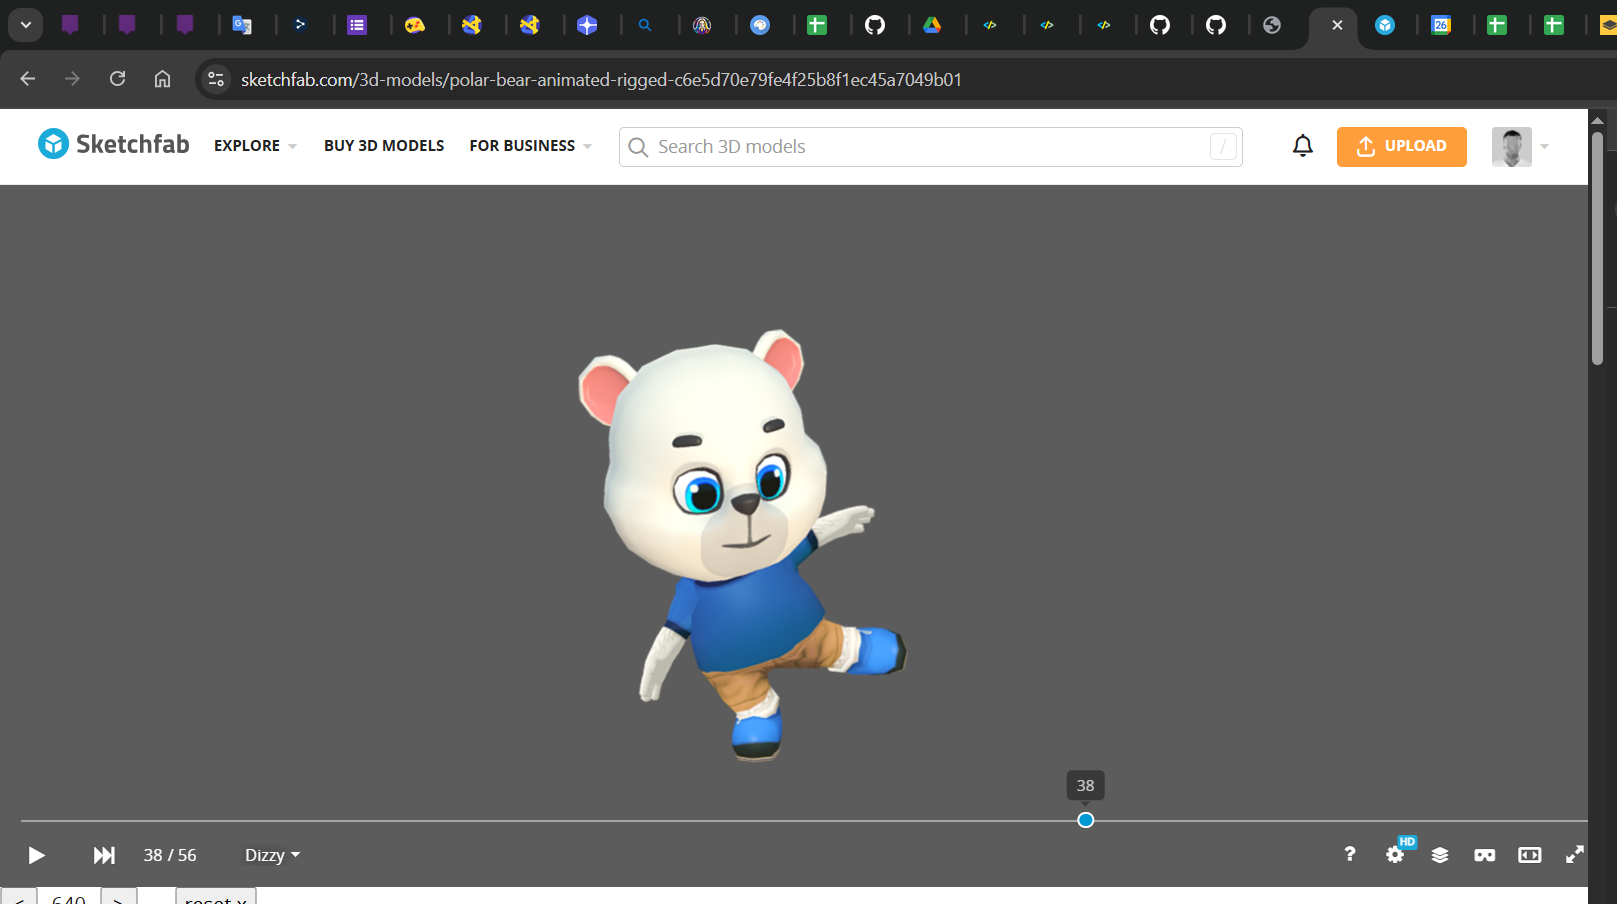 26
sketchfab.com/3d-models/polar-bear-animated-rigged-c6e5d70e79fe4f25b8f1ec45a7049b01
Sketchfab EXPLORE BUY 3D MODELS FOR BUSINESS Search 3D models / UPLOAD
38
38 / 56 Dizzy ? HD
< 640 > reset x